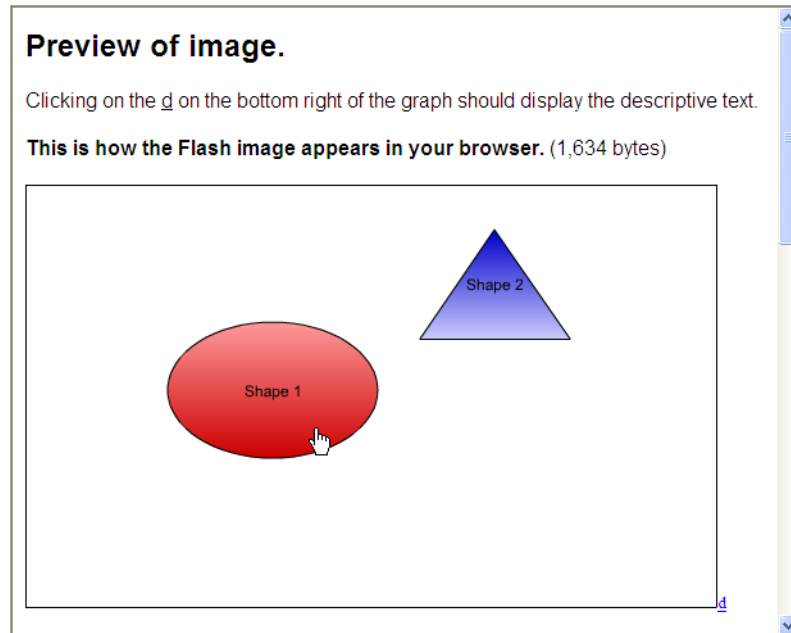 Preview of image.
Clicking on the d on the bottom right of the graph should display the descriptive text.
This is how the Flash image appears in your browser. (1,634 bytes)
Shape 2
Shape 1
d